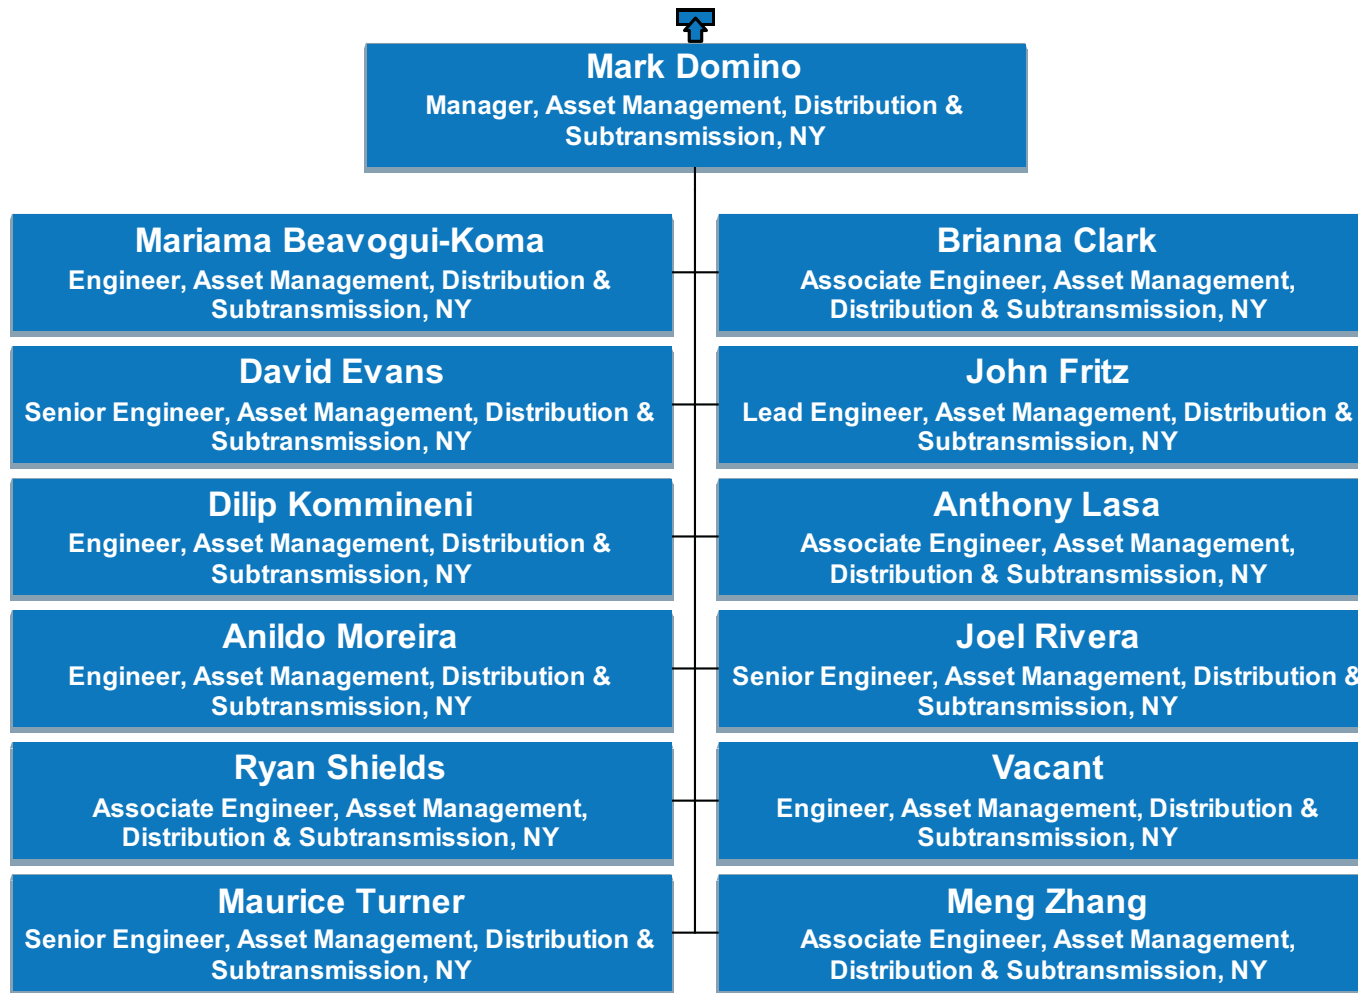 Mark Domino
Manager, Asset Management, Distribution &
Subtransmission, NY
Mariama Beavogui-Koma
Engineer, Asset Management, Distribution &
Subtransmission, NY
Brianna Clark
Associate Engineer, Asset Management,
Distribution & Subtransmission, NY
David Evans
Senior Engineer, Asset Management, Distribution &
Subtransmission, NY
John Fritz
Lead Engineer, Asset Management, Distribution &
Subtransmission, NY
Dilip Kommineni
Engineer, Asset Management, Distribution &
Subtransmission, NY
Anthony Lasa
Associate Engineer, Asset Management,
Distribution & Subtransmission, NY
Anildo Moreira
Engineer, Asset Management, Distribution &
Subtransmission, NY
Joel Rivera
Senior Engineer, Asset Management, Distribution &
Subtransmission, NY
Ryan Shields
Associate Engineer, Asset Management,
Distribution & Subtransmission, NY
Vacant
Engineer, Asset Management, Distribution &
Subtransmission, NY
Maurice Turner
Senior Engineer, Asset Management, Distribution &
Subtransmission, NY
Meng Zhang
Associate Engineer, Asset Management,
Distribution & Subtransmission, NY